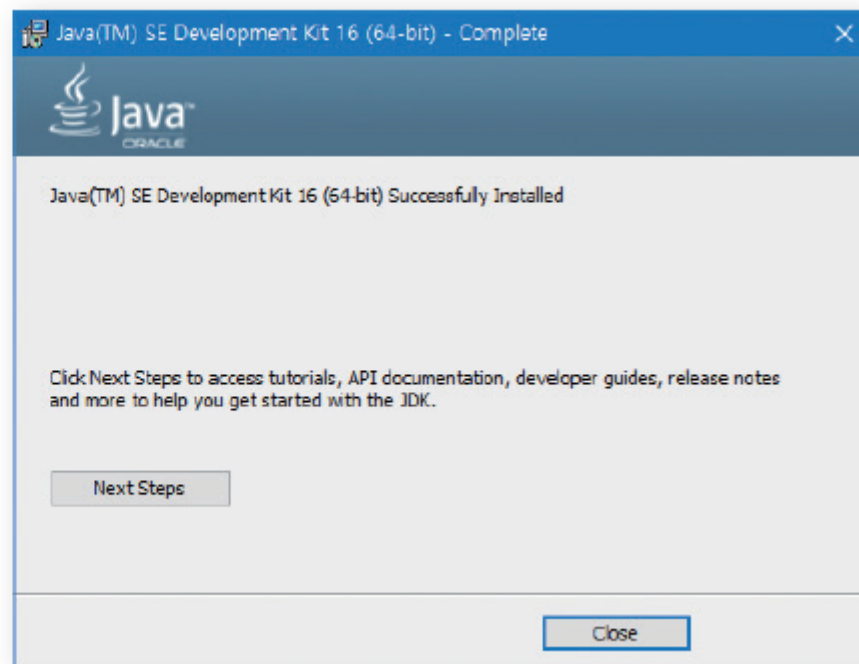 Java(TM) SE Development Kit 16 (64-bit) - Complete
Java™
ORACLE
Java(TM) SE Development Kit 16 (64-bit) Successfully Installed
Click Next Steps to access tutorials, API documentation, developer guides, release notes
and more to help you get started with the JDK.
Next Steps
Close